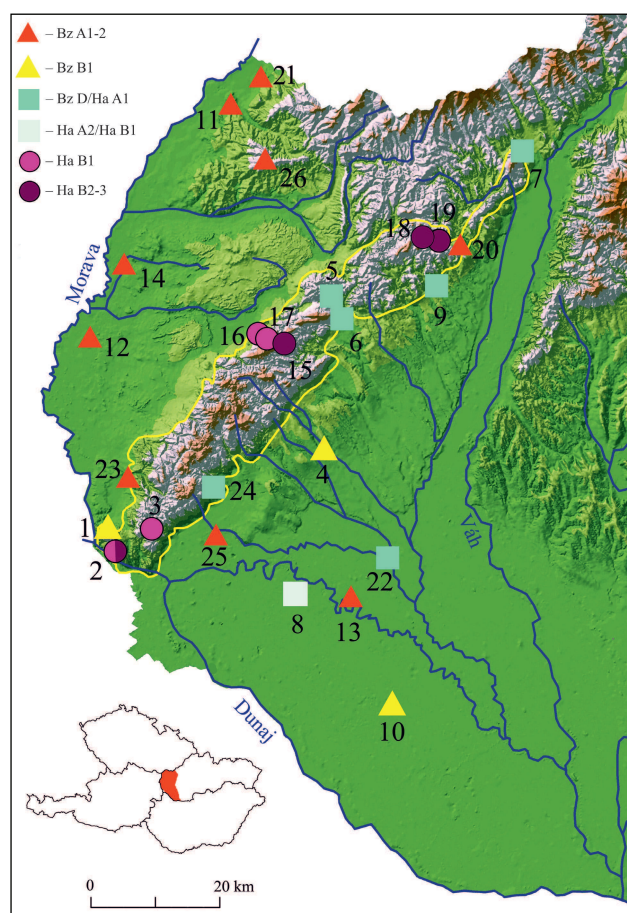 – Bz A1-2
– Bz B1
– Bz D/Ha A1
– Ha A2/Ha B1
– Ha B1
– Ha B2-3
21
11
26
7
18
19
20
14
Morava
5
9
17
16
6
12
15
23
4
24
3
1
25
Váh
2
22
8
13
Dunaj
10
0
20 km